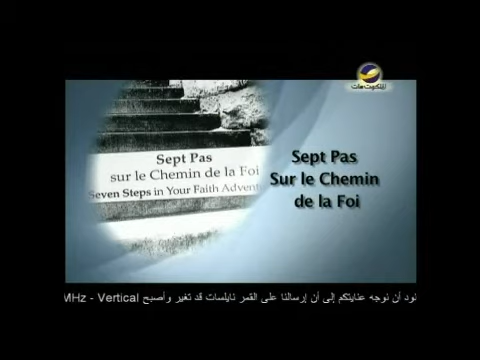 Sept Pas
sur le Chemin de la Foi
Seven Steps in Your Faith Advent
Sept Pas
Sur le Chemin
de la Foi
نود أن نوجه عنايتكم إلى أن إرسالنا على القمر نايلسات قد تغير وأصبح MHz - Vertical